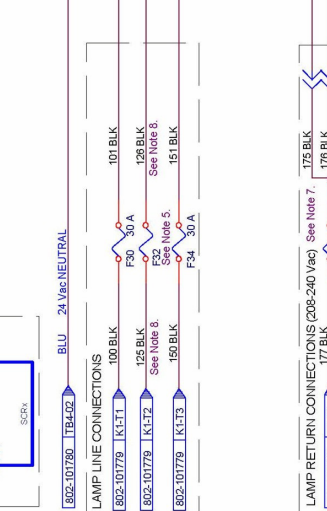 SCRx
802-101780 TB4-02 BLU 24 Vac NEUTRAL
LAMP LINE CONNECTIONS
802-101779 K1-T1 100 BLK F30 30 A 101 BLK
802-101779 K1-T2 125 BLK F32 126 BLK
See Note 8. See Note 5. See Note 8.
802-101779 K1-T3 150 BLK F34 30 A 151 BLK
LAMP RETURN CONNECTIONS (208-240 Vac) See Note 7.
175 BLK
177 BLK 176 BLK